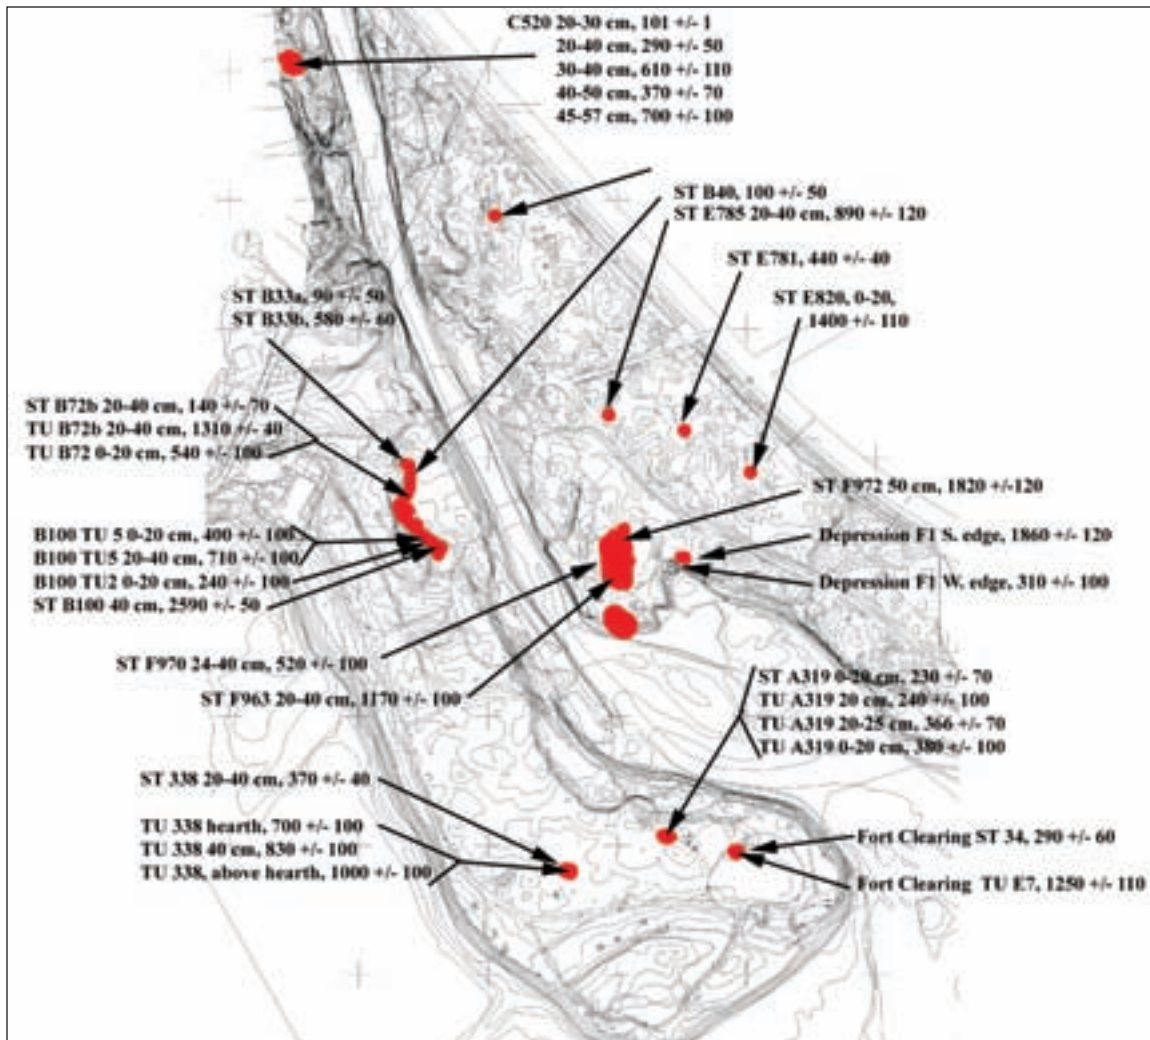 C520 20-30 cm, 101 +/- 1
20-40 cm, 290 +/- 50
30-40 cm, 610 +/- 110
40-50 cm, 370 +/- 70
45-57 cm, 700 +/- 100
ST B40, 100 +/- 50
ST E785 20-40 cm, 890 +/- 120
ST E781, 440 +/- 40
ST E820, 0-20,
1400 +/- 110
ST B33a, 90 +/- 50
ST B33b, 580 +/- 60
ST B72b 20-40 cm, 140 +/- 70
TU B72b 20-40 cm, 1310 +/- 40
TU B72 0-20 cm, 540 +/- 100
ST F972 50 cm, 1820 +/-120
B100 TU 5 0-20 cm, 400 +/- 100
B100 TU5 20-40 cm, 710 +/- 100
B100 TU2 0-20 cm, 240 +/- 100
ST B100 40 cm, 2590 +/- 50
Depression F1 S. edge, 1860 +/- 120
Depression F1 W. edge, 310 +/- 100
ST F970 24-40 cm, 520 +/- 100
ST F963 20-40 cm, 1170 +/- 100
ST A319 0-20 cm, 230 +/- 70
TU A319 20 cm, 240 +/- 100
TU A319 20-25 cm, 366 +/- 70
TU A319 0-20 cm, 380 +/- 100
ST 338 20-40 cm, 370 +/- 40
TU 338 hearth, 700 +/- 100
TU 338 40 cm, 830 +/- 100
TU 338, above hearth, 1000 +/- 100
Fort Clearing ST 34, 290 +/- 60
Fort Clearing TU E7, 1250 +/- 110